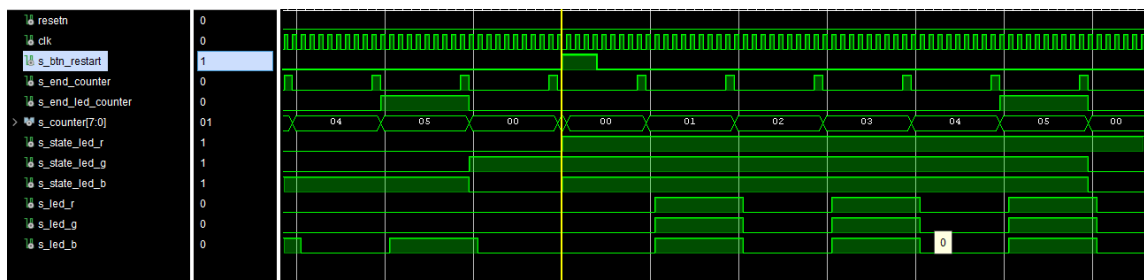 resetn 0
clk 0
s_btn_restart 1
s_end_counter 0
s_end_led_counter 0
s_counter[7:0] 01 04 05 00 00 01 02 03 04 05 00
s_state_led_r 1
s_state_led_g 1
s_state_led_b 1
s_led_r 0
s_led_g 0
s_led_b 0 0